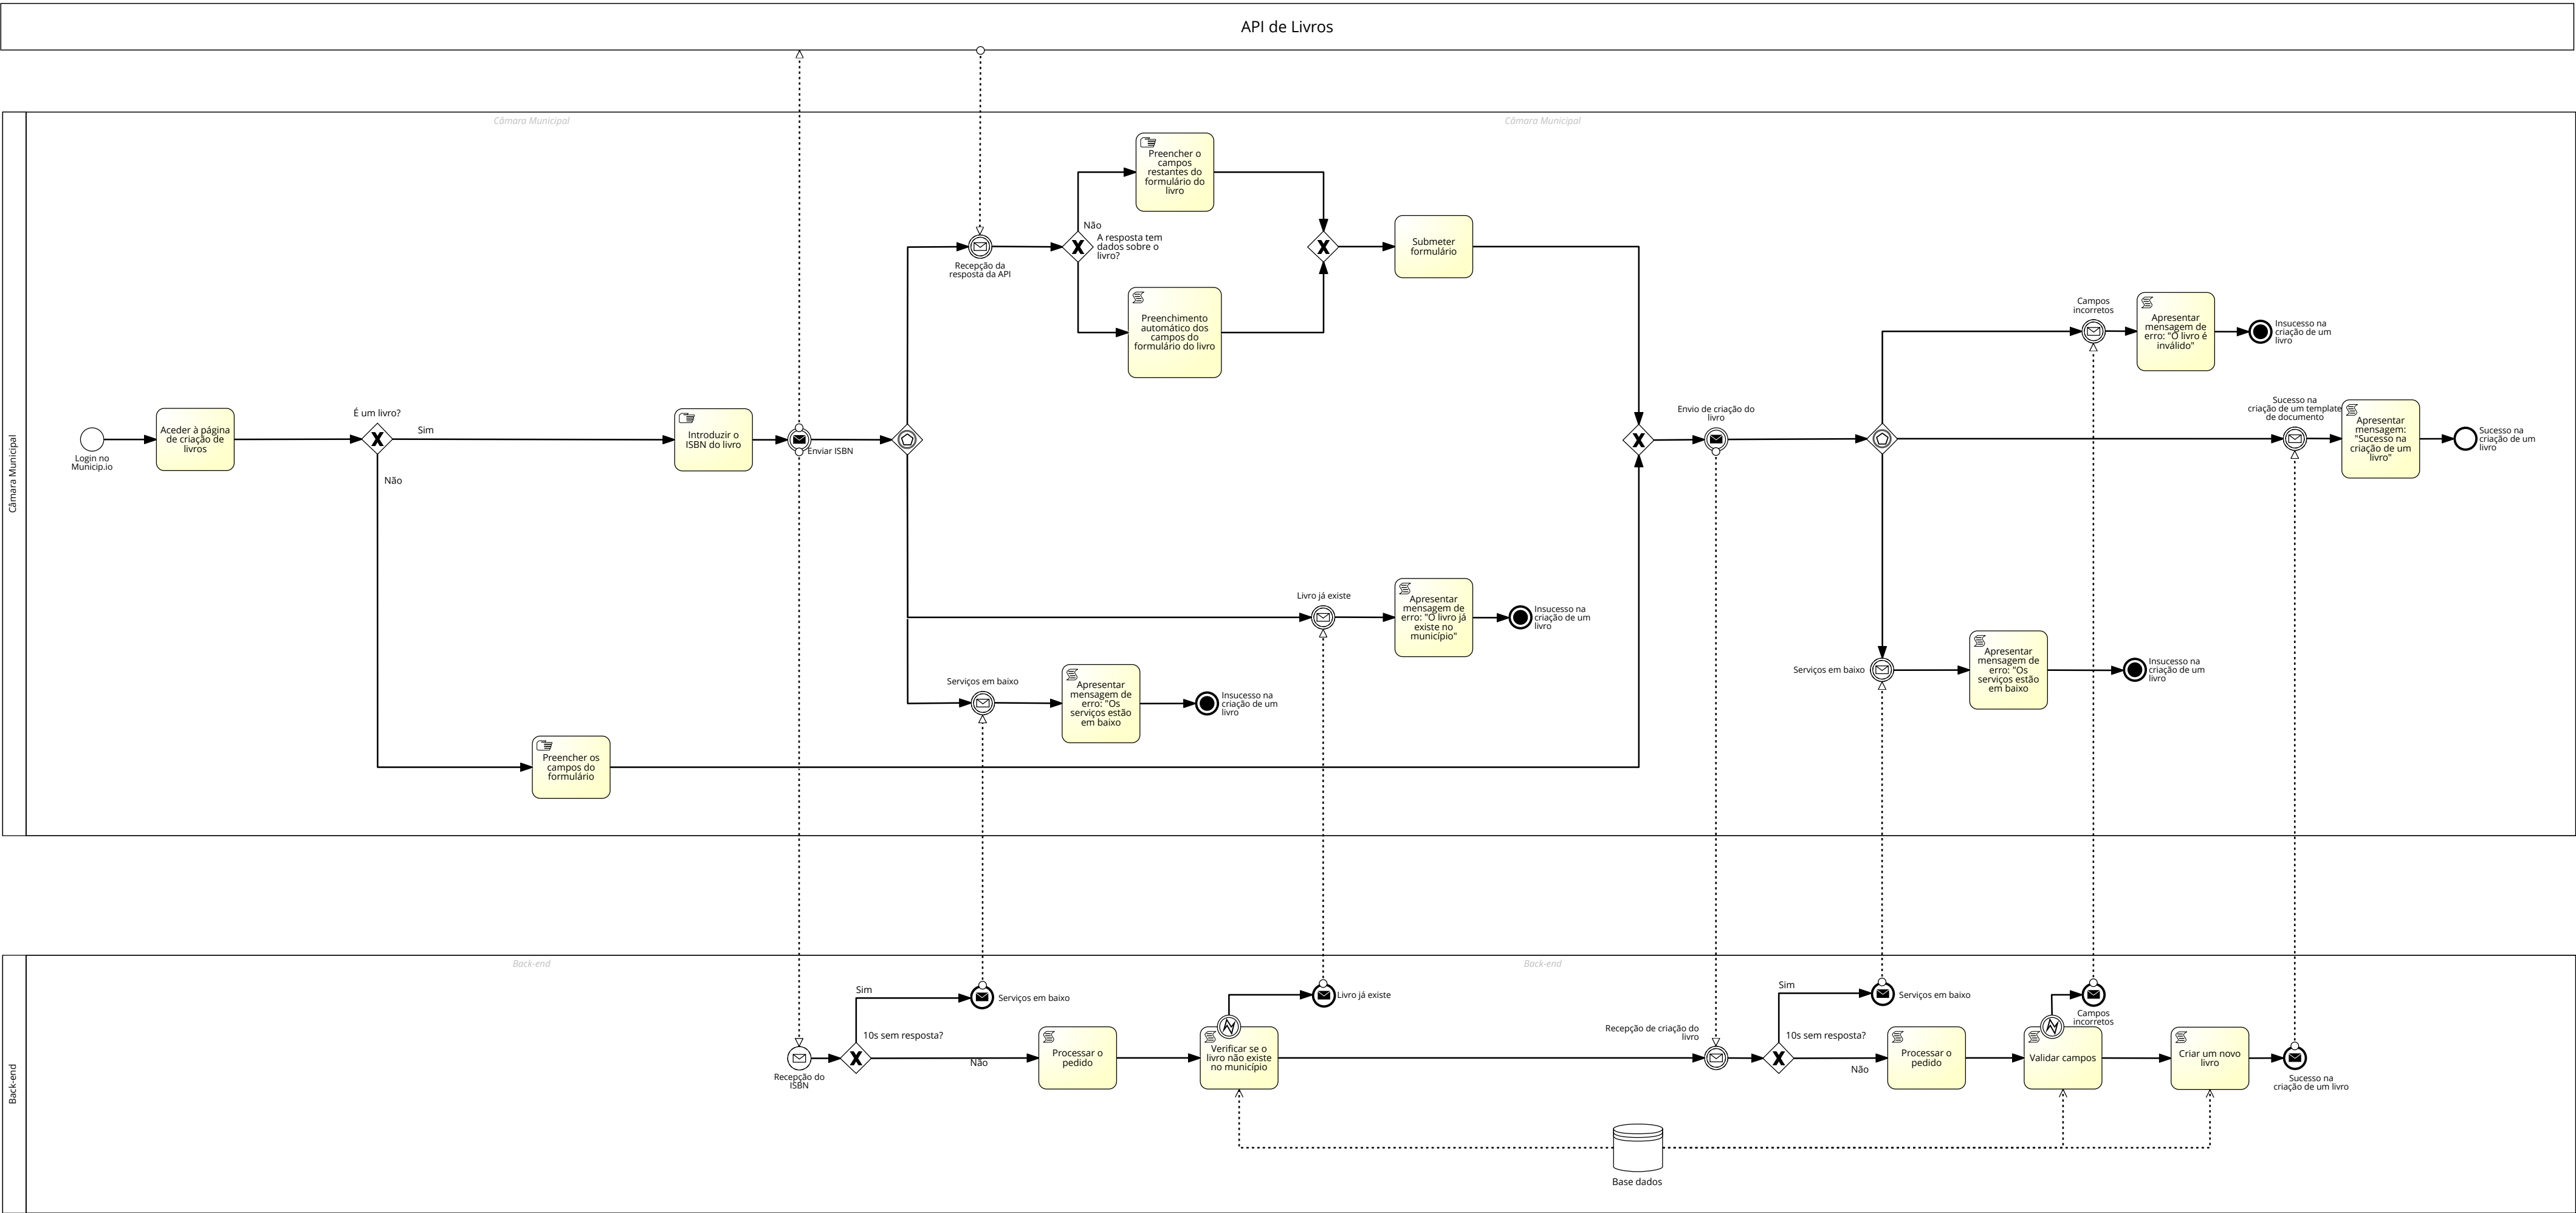 API de Livros
Câmara Municipal
Câmara Municipal
Câmara Municipal
Preencher o
campos
restantes do
formulário do
livro
Não
A resposta tem
dados sobre o
livro?
Recepção da
resposta da API
Submeter
formulário
Preenchimento
automático dos
campos do
formulário do livro
Campos
incorretos
Apresentar
mensagem de
erro: "O livro é
inválido"
Insucesso na
criação de um
livro
Login no
Municip.io
Aceder à página
de criação de
livros
É um livro?
Sim
Não
Introduzir o
ISBN do livro
Enviar ISBN
Envio de criação do
livro
Sucesso na
criação de um template
de documento
Apresentar
mensagem:
"Sucesso na
criação de um
livro"
Sucesso na
criação de um
livro
Livro já existe
Apresentar
mensagem de
erro: "O livro já
existe no
município"
Insucesso na
criação de um
livro
Serviços em baixo
Apresentar
mensagem de
erro: "Os
serviços estão
em baixo
Insucesso na
criação de um
livro
Serviços em baixo
Apresentar
mensagem de
erro: "Os
serviços estão
em baixo
Insucesso na
criação de um
livro
Preencher os
campos do
formulário
Back-end
Back-end
Back-end
Recepção do
ISBN
Sim
10s sem resposta?
Não
Serviços em baixo
Processar o
pedido
Verificar se o
livro não existe
no município
Livro já existe
Recepção de criação do
livro
Sim
10s sem resposta?
Não
Serviços em baixo
Processar o
pedido
Validar campos
Campos
incorretos
Criar um novo
livro
Sucesso na
criação de um livro
Base dados